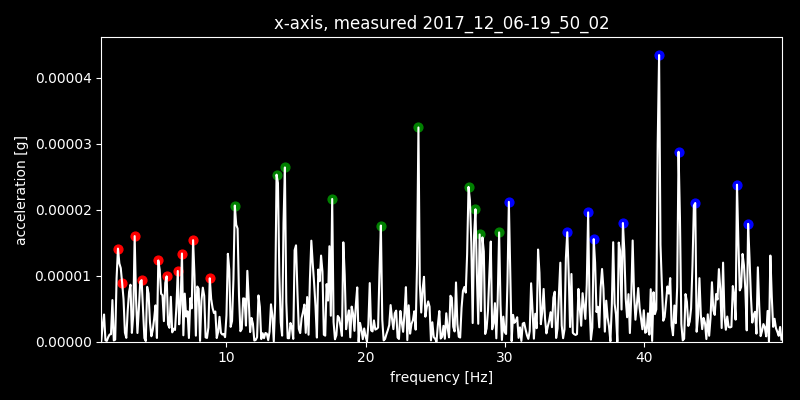 x-axis, measured 2017_12_06-19_50_02
0.00004
0.00003
0.00002
0.00001
0.00000
acceleration [g]
10 20 30 40
frequency [Hz]